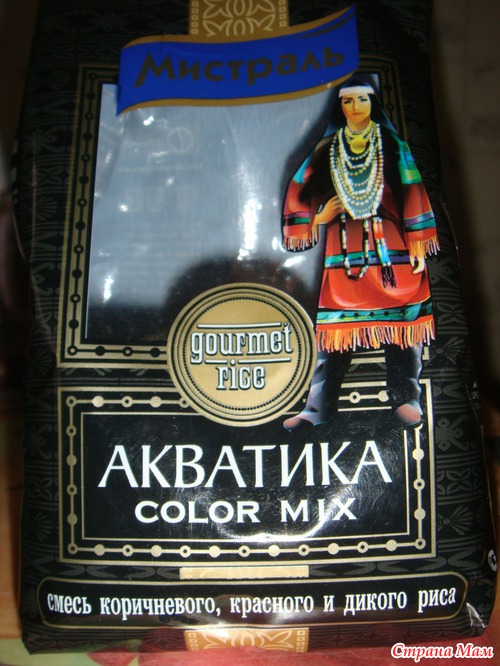 Мистраль
gourmet
rice
АКВАТИКА
COLOR MIX
смесь коричневого, красного и дикого риса
Страна Мам